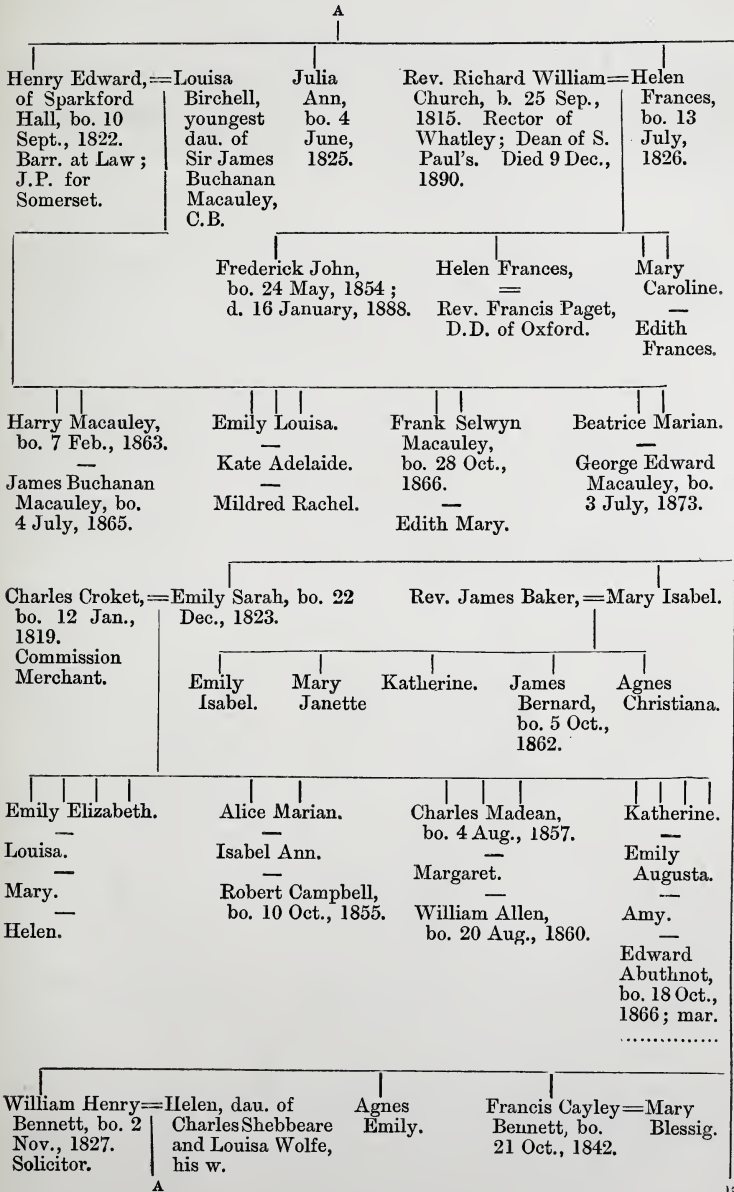 A
Henry Edward,
of Sparkford
Hall, bo. 10
Sept., 1822.
Barr. at Law;
J.P. for
Somerset.
=Louisa
Birchell,
youngest
dau. of
Sir James
Buchanan
Macauley,
C.B.
Julia
Ann,
bo. 4
June,
1825.
Rev. Richard William
Church, b. 25 Sep.,
1815. Rector of
Whatley; Dean of S.
Paul's. Died 9 Dec.,
1890.
=Helen
Frances,
bo. 13
July,
1826.
Frederick John,
bo. 24 May, 1854;
d. 16 January, 1888.
Helen Frances,
=
Rev. Francis Paget,
D.D. of Oxford.
Mary
Caroline.
—
Edith
Frances.
Harry Macauley,
bo. 7 Feb., 1863.
—
James Buchanan
Macauley, bo.
4 July, 1865.
Emily Louisa.
—
Kate Adelaide.
—
Mildred Rachel.
Frank Selwyn
Macauley,
bo. 28 Oct.,
1866.
—
Edith Mary.
Beatrice Marian.
—
George Edward
Macauley, bo.
3 July, 1873.
Charles Croket,
bo. 12 Jan.,
1819.
Commission
Merchant.
=Emily Sarah, bo. 22
Dec., 1823.
Rev. James Baker,=Mary Isabel.
Emily
Isabel.
Mary
Janette
Katherine.
James
Bernard,
bo. 5 Oct.,
1862.
Agnes
Christiana.
Emily Elizabeth.
—
Louisa.
—
Mary.
—
Helen.
Alice Marian.
—
Isabel Ann.
—
Robert Campbell,
bo. 10 Oct., 1855.
Charles Madean,
bo. 4 Aug., 1857.
—
Margaret.
—
William Allen,
bo. 20 Aug., 1860.
Katherine.
—
Emily
Augusta.
—
Amy.
—
Edward
Abuthnot,
bo. 18 Oct.,
1866; mar.
...............
William Henry
Bennett, bo. 2
Nov., 1827.
Solicitor.
=Helen, dau. of
Charles Shebbeare
and Louisa Wolfe,
his w.
Agnes
Emily.
Francis Cayley
Bennett, bo.
21 Oct., 1842.
=Mary
Blessig.
A